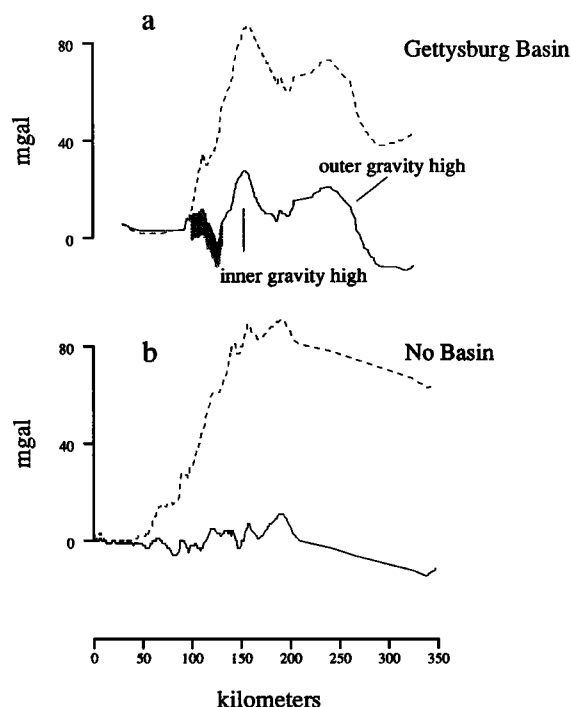 a
Gettysburg Basin
80
40
0
mgal
outer gravity high
inner gravity high
b
No Basin
80
40
0
mgal
0 50 100 150 200 250 300 350
kilometers